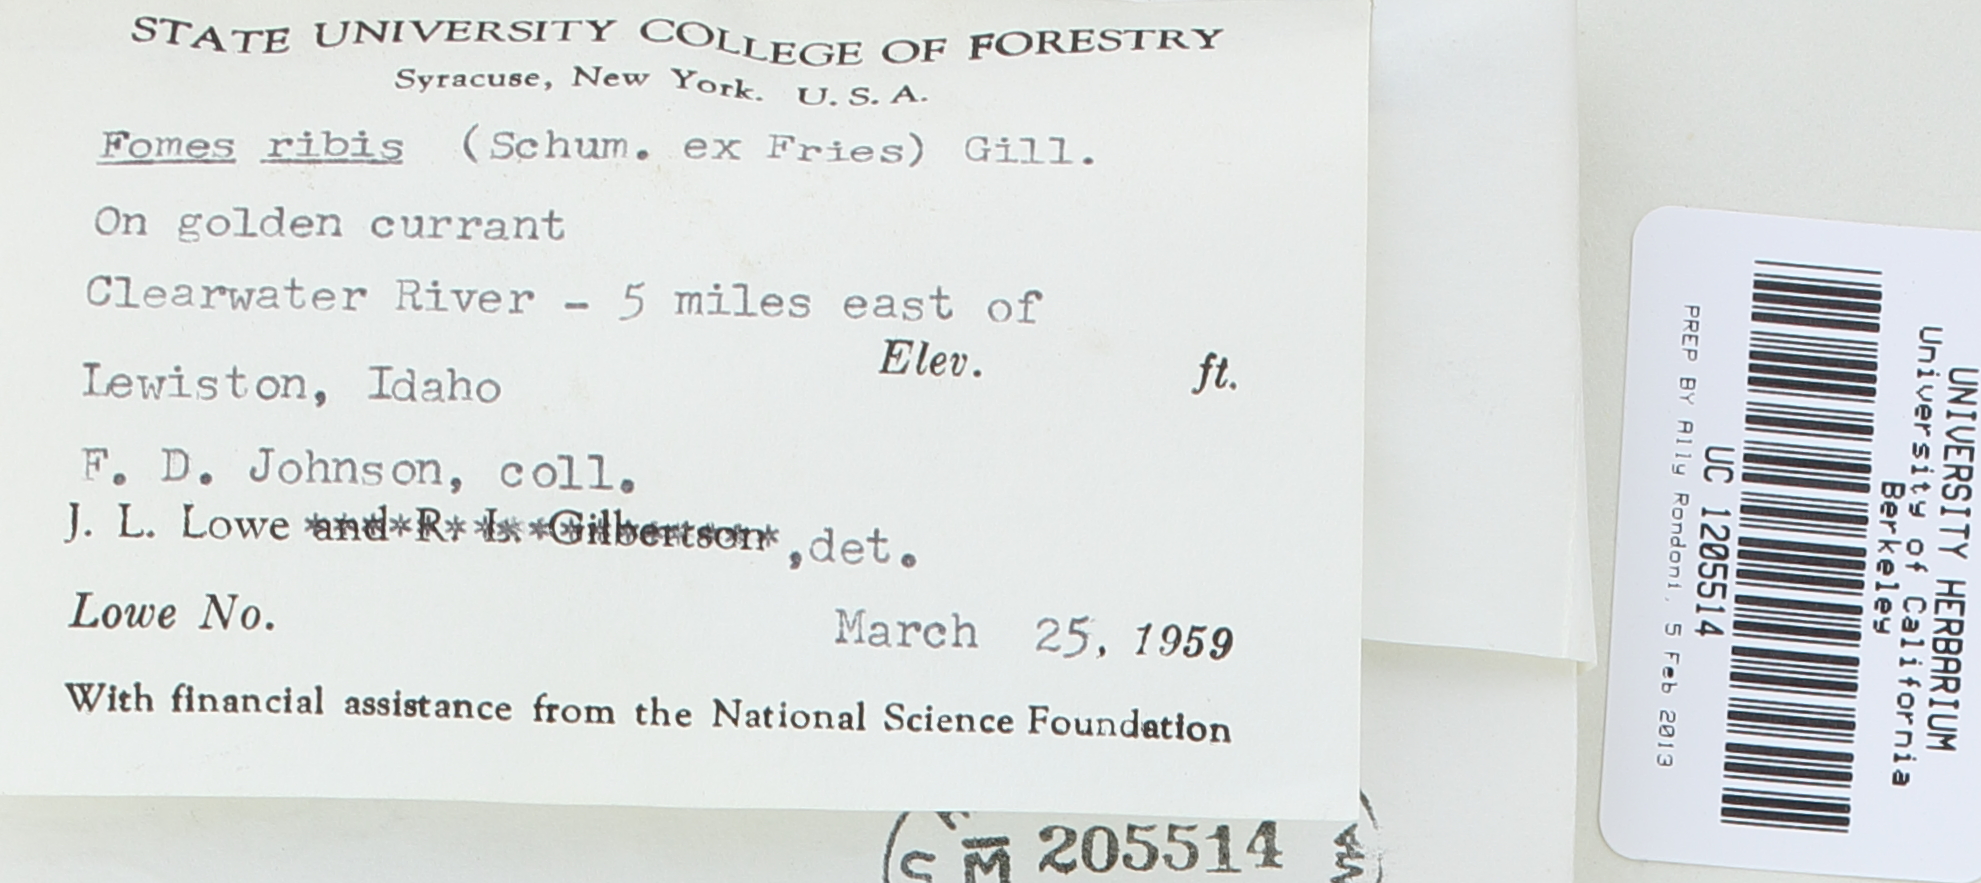 STATE UNIVERSITY COLLEGE OF FORESTRY
Syracuse, New York. U. S. A.
Fomes ribis (Schum. ex Fries) Gill.
On golden currant
Clearwater River - 5 miles east of
Lewiston, Idaho Elev. ft.
F. D. Johnson, coll.
J. L. Lowe and R. L. Gilbertson ,det.
Lowe No. March 25, 1959
With financial assistance from the National Science Foundation
M 205514
UNIVERSITY HERBARIUM
University of California
Berkeley
UC 1205514
PREP BY Ally Rondoni, 5 Feb 2013